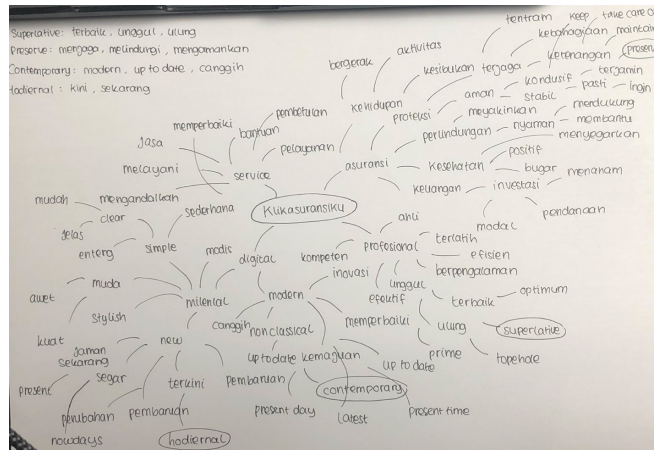 Superlative: terbaik, unggul, ulung
Preserve: menjaga, melindungi, mengamankan
Contemporary: modern, up to date, canggih
Hodiernal: kini, sekarang
tentram
keep
take care o
kebahagiaan
maintain
aktivitas
bergerak
kesibukan
terjaga
ketenangan
presen
kondusif
terjamin
aman
stabil
pasti
ingin
kehidupan
proteksi
meyakinkan
mendukung
pembetulan
memperbaiki
bantuan
perlindungan
nyaman
membantu
menyegarkan
jasa
pelayanan
positif
asuransi
kesehatan
bugar
menanam
melayani
service
keuangan
investasi
mudah
mengandalkan
sederhana
Klikasuransiku
modal
pendanaan
clear
ahli
jelas
simple
modis
profesional
terlatih
enteng
digital
kompeten
efisien
inovasi
berpengalaman
muda
unggul
awet
milenial
modern
efektif
terbaik
optimum
stylish
canggih
nonclassical
memperbaiki
ulung
superlative
kuat
new
jaman
sekarang
up to date
kemajuan
up to date
prime
tophole
present
segar
terkini
pembaruan
contemporary
perubahan
pembaruan
present day
latest
present time
nowdays
hodiernal